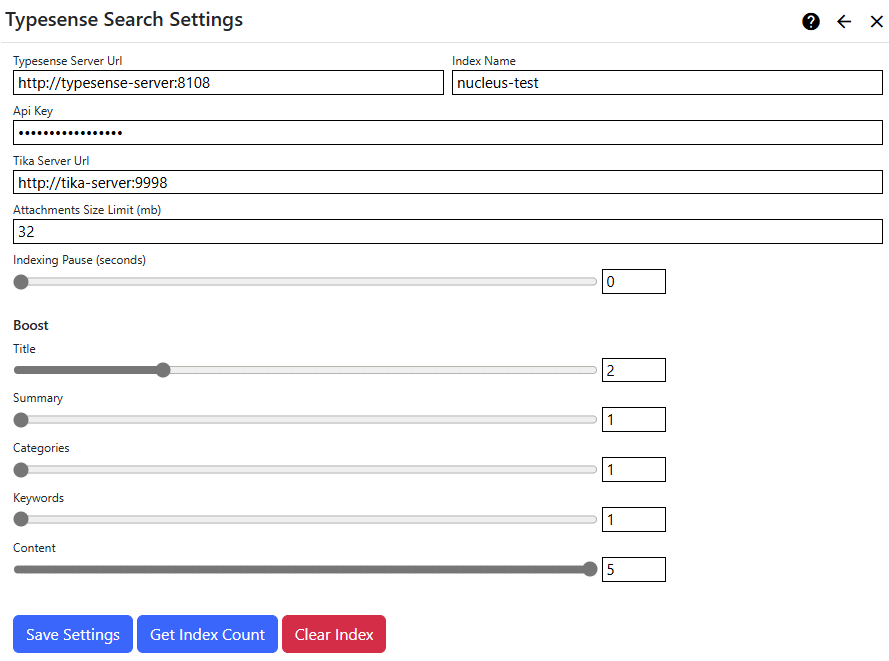 Typesense Search Settings
Typesense Server Url Index Name
http://typesense-server:8108 nucleus-test
Api Key
•••••••••••••••••
Tika Server Url
http://tika-server:9998
Attachments Size Limit (mb)
32
Indexing Pause (seconds)
0
Boost
Title
2
Summary
1
Categories
1
Keywords
1
Content
5
Save Settings Get Index Count Clear Index